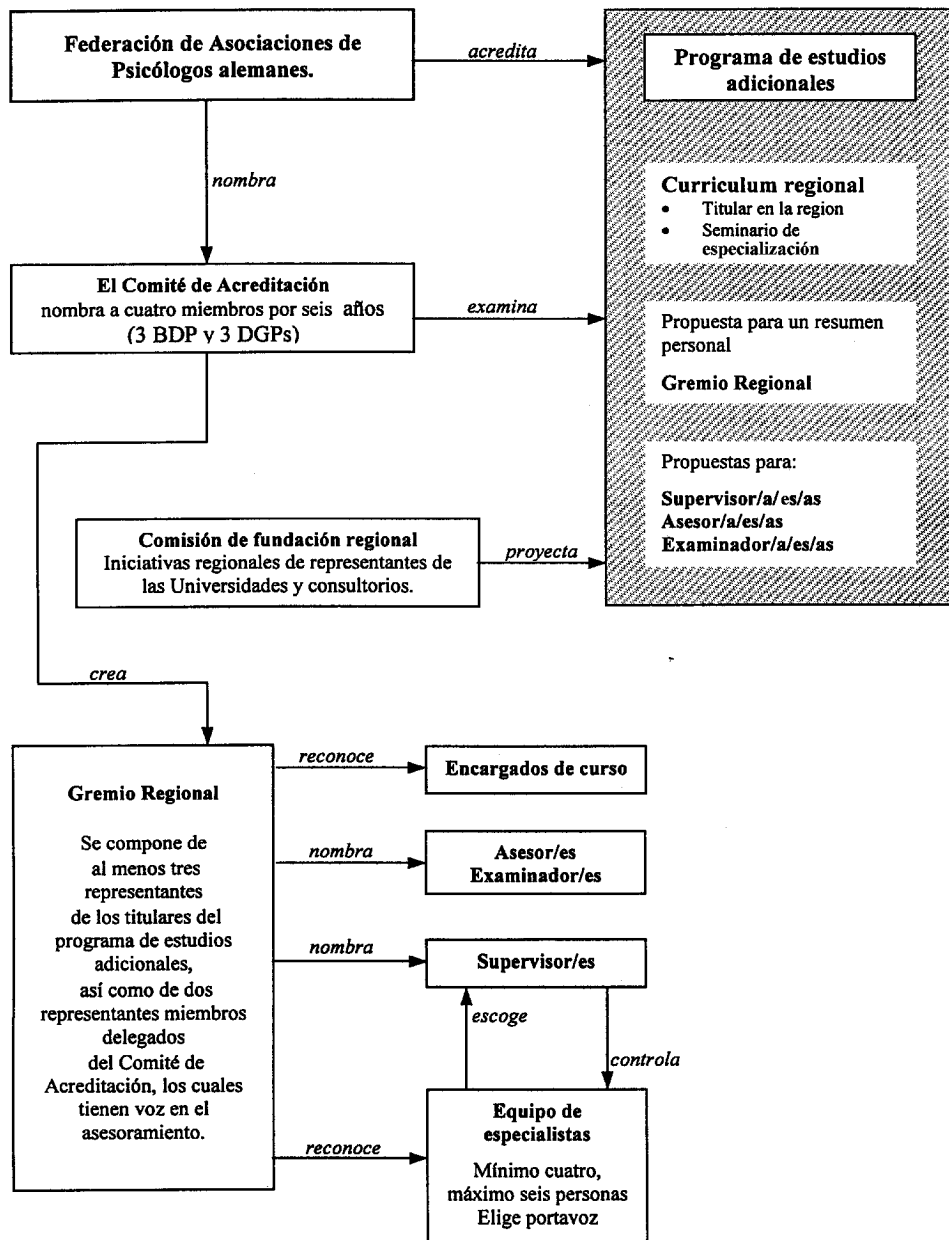 Federación de Asociaciones de
Psicólogos alemanes.
acredita
Programa de estudios
adicionales
nombra
Curriculum regional
• Titular en la region
• Seminario de
especialización
El Comité de Acreditación
nombra a cuatro miembros por seis años
(3 BDP y 3 DGPs)
examina
Propuesta para un resumen
personal
Gremio Regional
Propuestas para:
Supervisor/a/es/as
Asesor/a/es/as
Examinador/a/es/as
Comisión de fundación regional
Iniciativas regionales de representantes de
las Universidades y consultorios.
proyecta
crea
Gremio Regional
Se compone de
al menos tres
representantes
de los titulares del
programa de estudios
adicionales,
así como de dos
representantes miembros
delegados
del Comité de
Acreditación, los cuales
tienen voz en el
asesoramiento.
reconoce
Encargados de curso
nombra
Asesor/es
Examinador/es
nombra
Supervisor/es
escoge
controla
reconoce
Equipo de
especialistas
Mínimo cuatro,
máximo seis personas
Elige portavoz